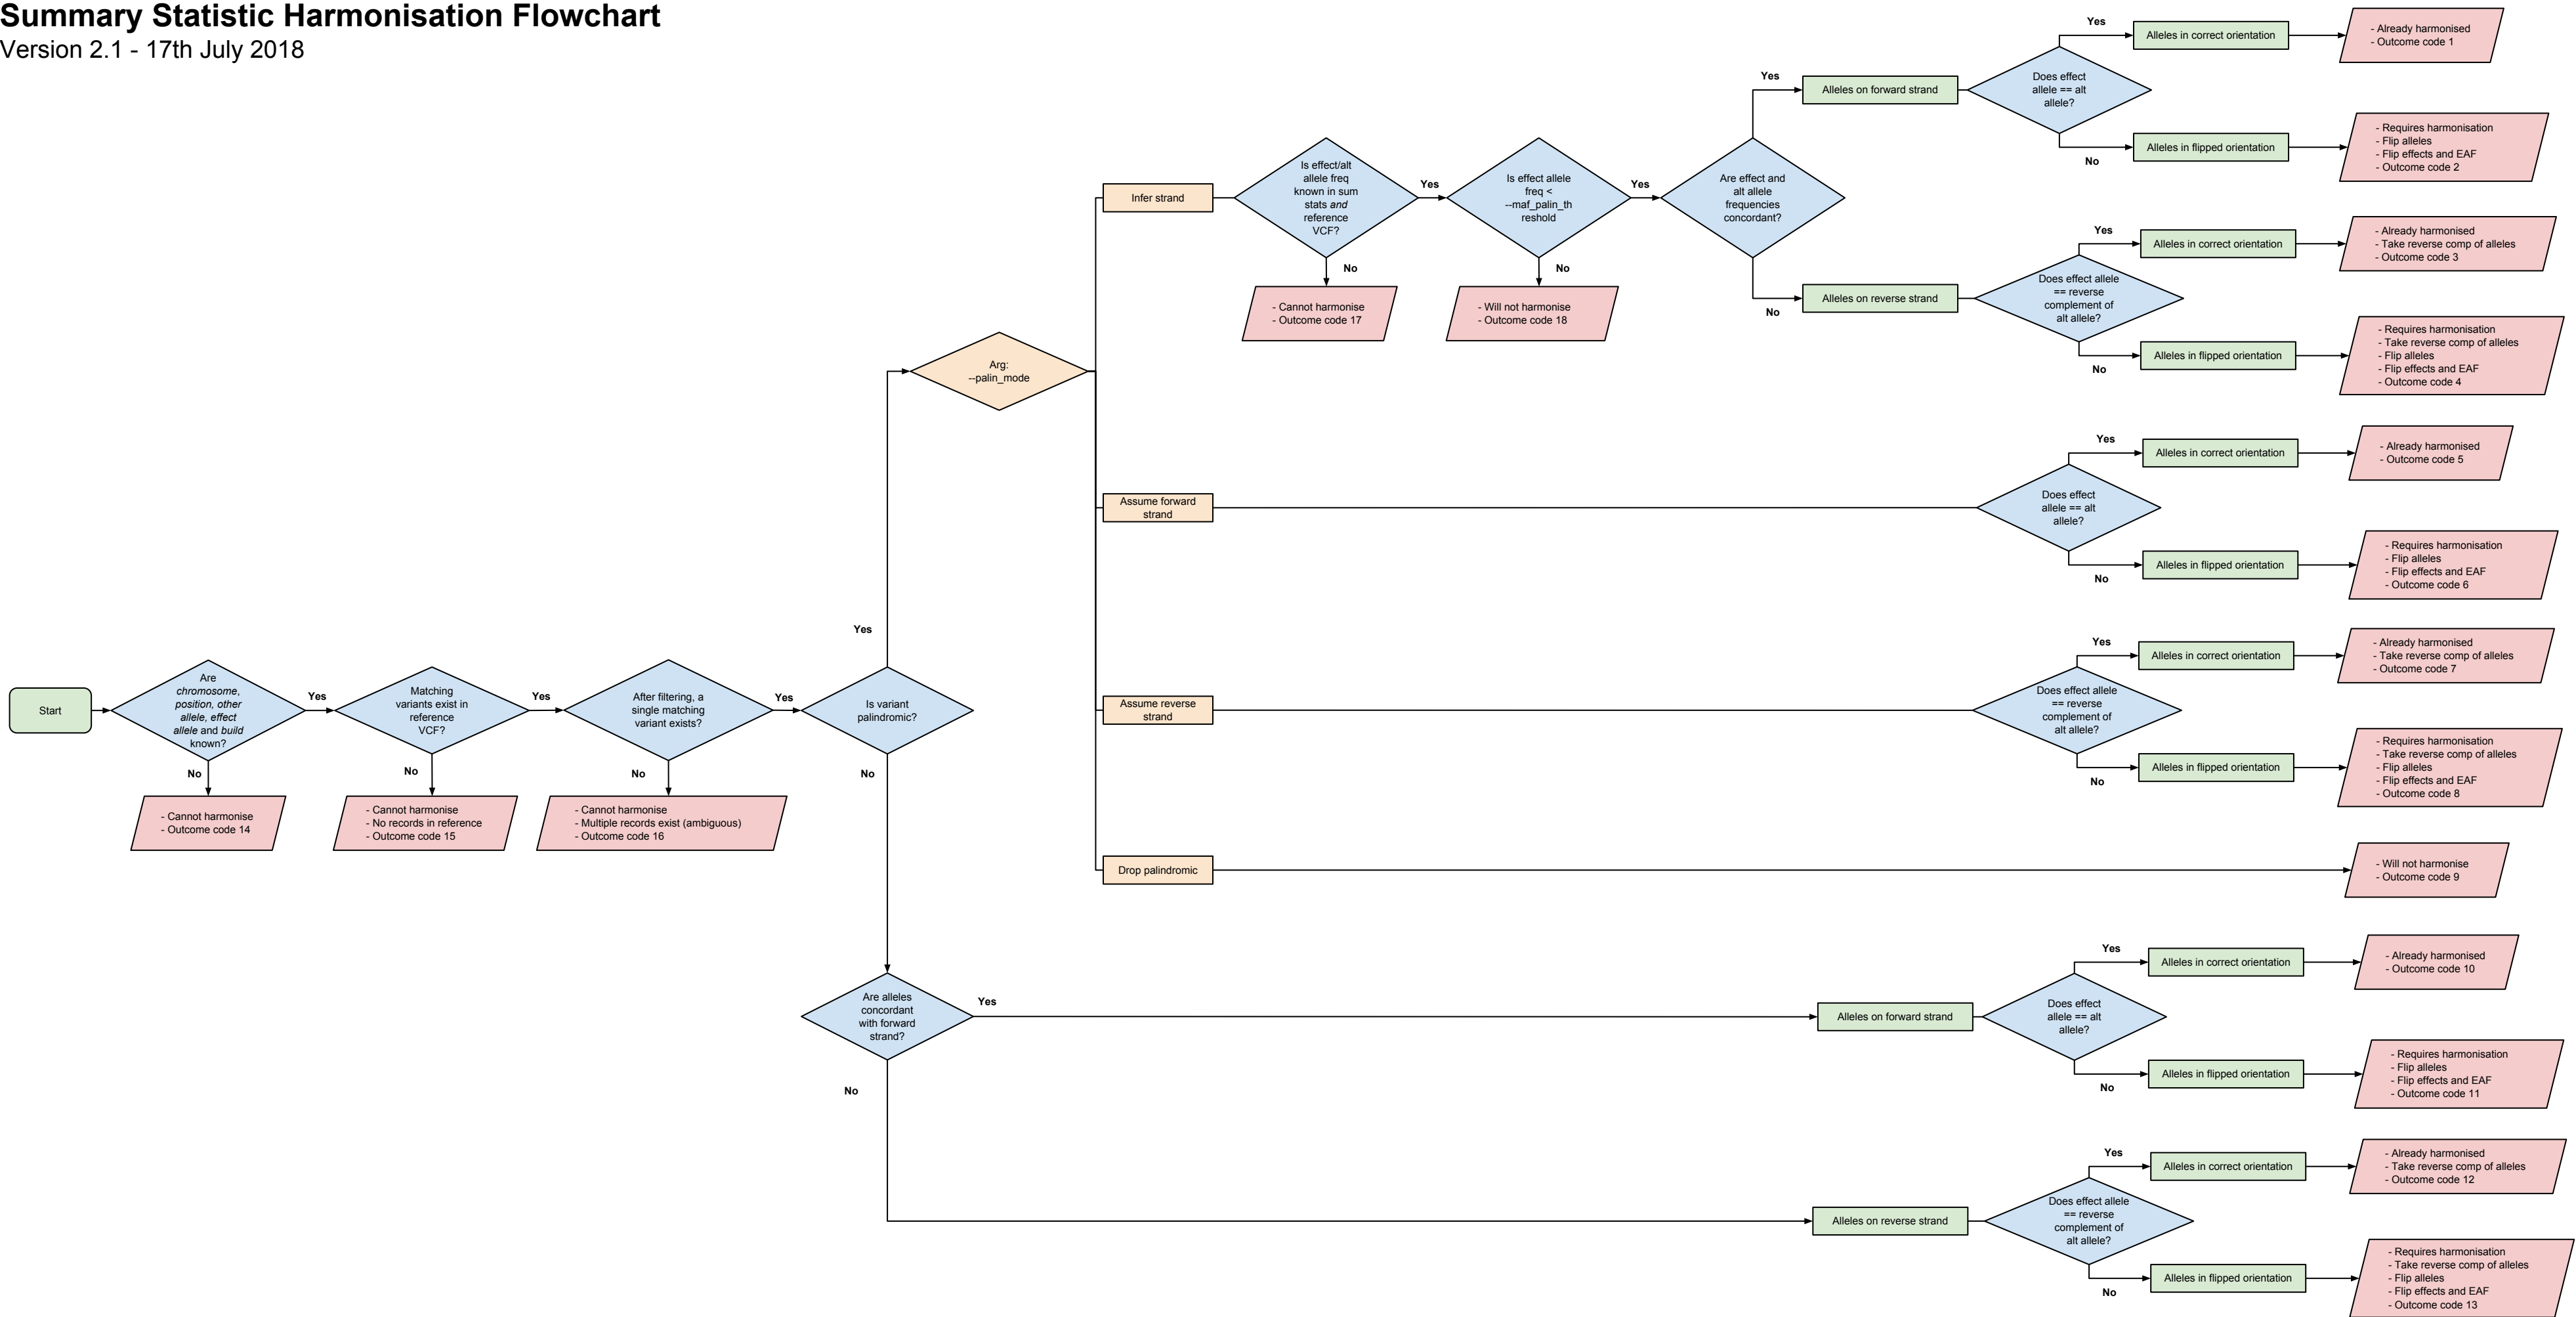 Summary Statistic Harmonisation Flowchart
Version 2.1 - 17th July 2018
Start
Are
chromosome,
position, other
allele, effect
allele and build
known?
Yes
No
- Cannot harmonise
- Outcome code 14
Matching
variants exist in
reference
VCF?
Yes
No
- Cannot harmonise
- No records in reference
- Outcome code 15
After filtering, a
single matching
variant exists?
Yes
No
- Cannot harmonise
- Multiple records exist (ambiguous)
- Outcome code 16
Is variant
palindromic?
Yes
No
Arg:
--palin_mode
Infer strand
Is effect/alt
allele freq
known in sum
stats and
reference
VCF?
Yes
No
- Cannot harmonise
- Outcome code 17
Is effect allele
freq <
--maf_palin_th
reshold
Yes
No
- Will not harmonise
- Outcome code 18
Are effect and
alt allele
frequencies
concordant?
Yes
Alleles on forward strand
Does effect
allele == alt
allele?
Yes
Alleles in correct orientation
- Already harmonised
- Outcome code 1
No
Alleles in flipped orientation
- Requires harmonisation
- Flip alleles
- Flip effects and EAF
- Outcome code 2
No
Alleles on reverse strand
Does effect allele
== reverse
complement of
alt allele?
Yes
Alleles in correct orientation
- Already harmonised
- Take reverse comp of alleles
- Outcome code 3
No
Alleles in flipped orientation
- Requires harmonisation
- Take reverse comp of alleles
- Flip alleles
- Flip effects and EAF
- Outcome code 4
Assume forward
strand
Does effect
allele == alt
allele?
Yes
Alleles in correct orientation
- Already harmonised
- Outcome code 5
No
Alleles in flipped orientation
- Requires harmonisation
- Flip alleles
- Flip effects and EAF
- Outcome code 6
Assume reverse
strand
Does effect allele
== reverse
complement of
alt allele?
Yes
Alleles in correct orientation
- Already harmonised
- Take reverse comp of alleles
- Outcome code 7
No
Alleles in flipped orientation
- Requires harmonisation
- Take reverse comp of alleles
- Flip alleles
- Flip effects and EAF
- Outcome code 8
Drop palindromic
- Will not harmonise
- Outcome code 9
Are alleles
concordant
with forward
strand?
Yes
Alleles on forward strand
Does effect
allele == alt
allele?
Yes
Alleles in correct orientation
- Already harmonised
- Outcome code 10
No
Alleles in flipped orientation
- Requires harmonisation
- Flip alleles
- Flip effects and EAF
- Outcome code 11
No
Alleles on reverse strand
Does effect allele
== reverse
complement of
alt allele?
Yes
Alleles in correct orientation
- Already harmonised
- Take reverse comp of alleles
- Outcome code 12
No
Alleles in flipped orientation
- Requires harmonisation
- Take reverse comp of alleles
- Flip alleles
- Flip effects and EAF
- Outcome code 13